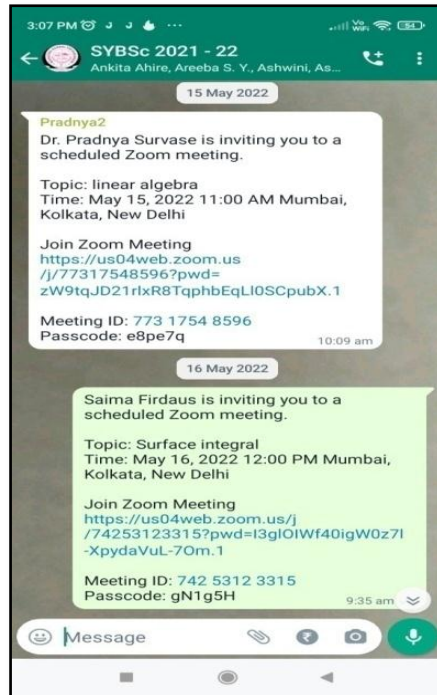 3:07 PM J J ...
Vo
WiFi 54
SYBSc 2021 - 22
Ankita Ahire, Areeba S. Y., Ashwini, As...
15 May 2022
Pradnya2
Dr. Pradnya Survase is inviting you to a
scheduled Zoom meeting.
Topic: linear algebra
Time: May 15, 2022 11:00 AM Mumbai,
Kolkata, New Delhi
Join Zoom Meeting
https://us04web.zoom.us
/j/77317548596?pwd=
zW9tqJD21rIxR8TqphbEqLl0SCpubX.1
Meeting ID: 773 1754 8596
Passcode: e8pe7q
10:09 am
16 May 2022
Saima Firdaus is inviting you to a
scheduled Zoom meeting.
Topic: Surface integral
Time: May 16, 2022 12:00 PM Mumbai,
Kolkata, New Delhi
Join Zoom Meeting
https://us04web.zoom.us/j
/74253123315?pwd=I3glOIWf40igW0z7l
-XpydaVuL-7Om.1
Meeting ID: 742 5312 3315
Passcode: gN1g5H
9:35 am
Message